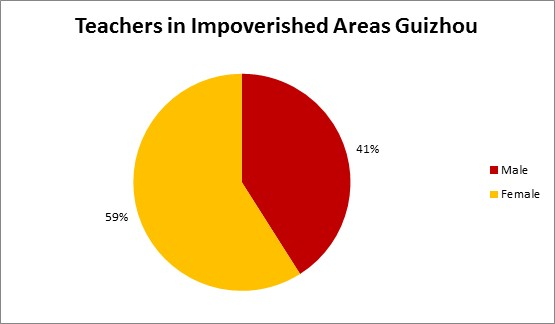 Teachers in Impoverished Areas Guizhou
41%
Male
Female
59%